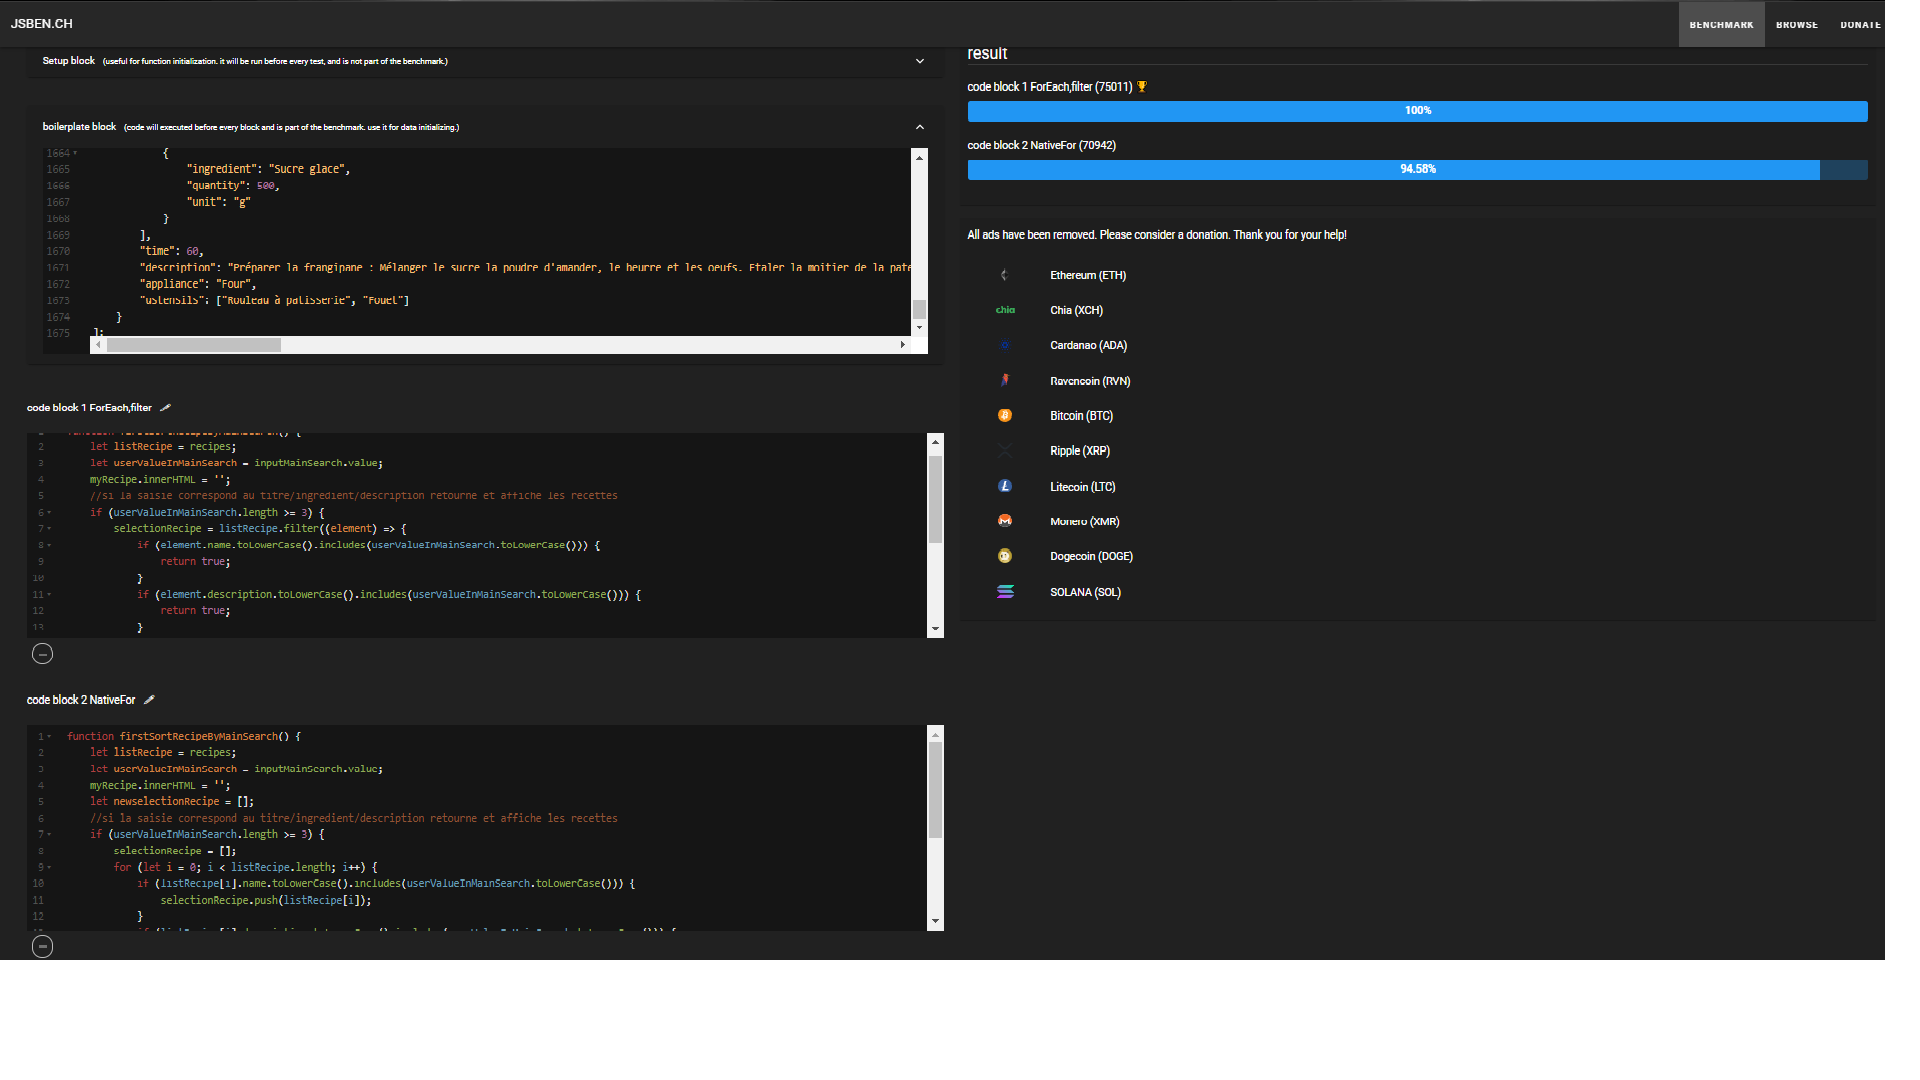 JSBEN.CH
BENCHMARK
BROWSE
DONATE
Setup block (useful for function initialization. it will be run before every test, and is not part of the benchmark.)
boilerplate block (code will executed before every block and is part of the benchmark. use it for data initializing.)
1664 {
1665 "ingredient": "Sucre glace",
1666 "quantity": 500,
1667 "unit": "g"
1668 }
1669 ],
1670 "time": 60,
1671 "description": "Préparer la frangipane : Mélanger le sucre la poudre d'amander, le beurre et les oeufs. Etaler la moitier de la pate
1672 "appliance": "Four",
1673 "ustensils": ["Rouleau à patisserie", "Fouet"]
1674 }
1675 ];
code block 1 ForEach,filter
2 let listRecipe = recipes;
3 let userValueInMainSearch = inputMainSearch.value;
4 myRecipe.innerHTML = '';
5 //si la saisie correspond au titre/ingredient/description retourne et affiche les recettes
6 if (userValueInMainSearch.length >= 3) {
7 selectionRecipe = listRecipe.filter((element) => {
8 if (element.name.toLowerCase().includes(userValueInMainSearch.toLowerCase())) {
9 return true;
10 }
11 if (element.description.toLowerCase().includes(userValueInMainSearch.toLowerCase())) {
12 return true;
13 }
code block 2 NativeFor
1 function firstSortRecipeByMainSearch() {
2 let listRecipe = recipes;
3 let userValueInMainSearch = inputMainSearch.value;
4 myRecipe.innerHTML = '';
5 let newselectionRecipe = [];
6 //si la saisie correspond au titre/ingredient/description retourne et affiche les recettes
7 if (userValueInMainSearch.length >= 3) {
8 selectionRecipe = [];
9 for (let i = 0; i < listRecipe.length; i++) {
10 if (listRecipe[i].name.toLowerCase().includes(userValueInMainSearch.toLowerCase())) {
11 selectionRecipe.push(listRecipe[i]);
12 }
result
code block 1 ForEach,filter (75011)
100%
code block 2 NativeFor (70942)
94.58%
All ads have been removed. Please consider a donation. Thank you for your help!
Ethereum (ETH)
chia Chia (XCH)
Cardanao (ADA)
Ravencoin (RVN)
Bitcoin (BTC)
Ripple (XRP)
Litecoin (LTC)
Monero (XMR)
Dogecoin (DOGE)
SOLANA (SOL)